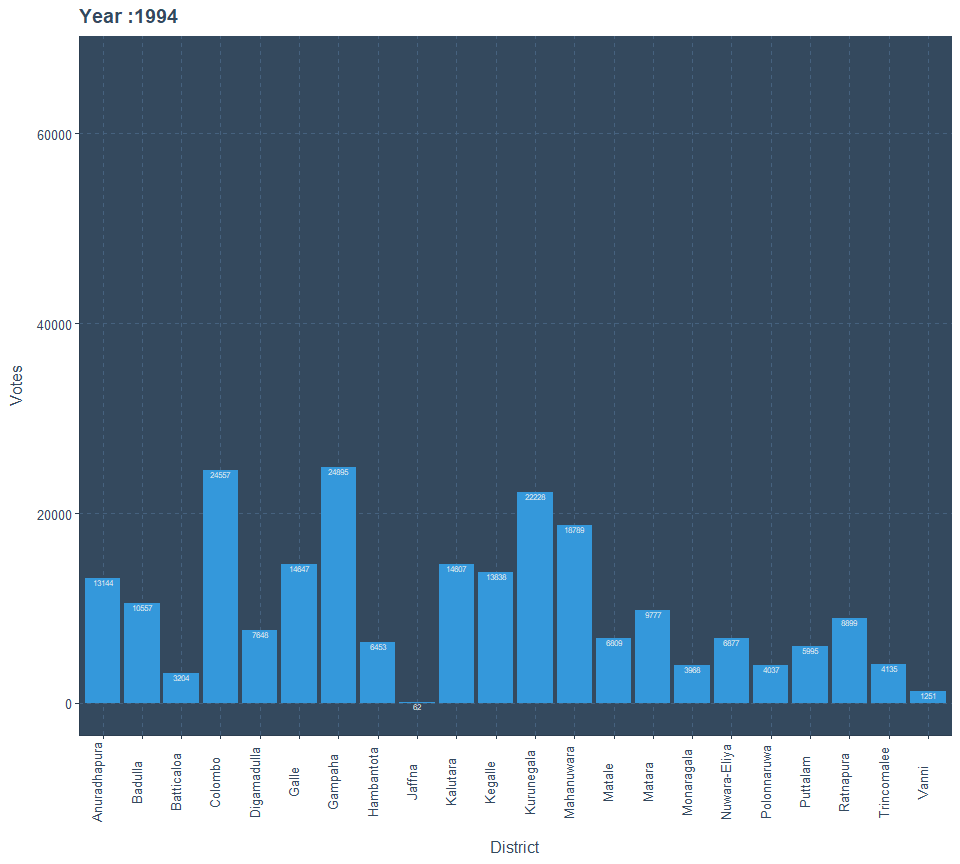 Year :1994
60000
40000
20000
0
Votes
13144
10557
3204
24557
7648
14647
24895
6453
62
14607
13838
22226
18789
6809
9777
3968
6877
4037
5995
8899
4135
1251
Anuradhapura
Badulla
Batticaloa
Colombo
Digamadulla
Galle
Gampaha
Hambantota
Jaffna
Kalutara
Kegalle
Kurunegala
Mahanuwara
Matale
Matara
Monaragala
Nuwara-Eliya
Polonnaruwa
Puttalam
Ratnapura
Trincomalee
Vanni
District